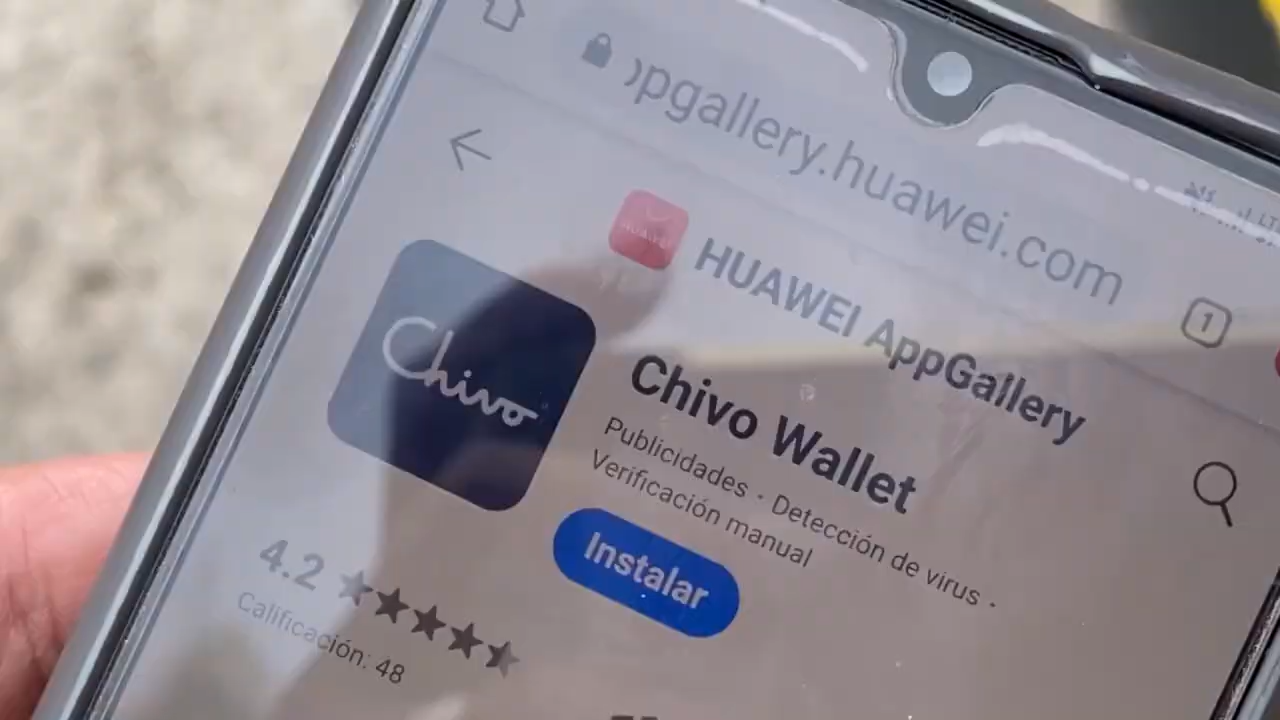 pgallery.huawei.com
1
HUAWEI
HUAWEI AppGallery
Chivo
Chivo Wallet
Publicidades · Detección de virus ·
Verificación manual
Instalar
4.2 ★★★★★
Calificación: 48